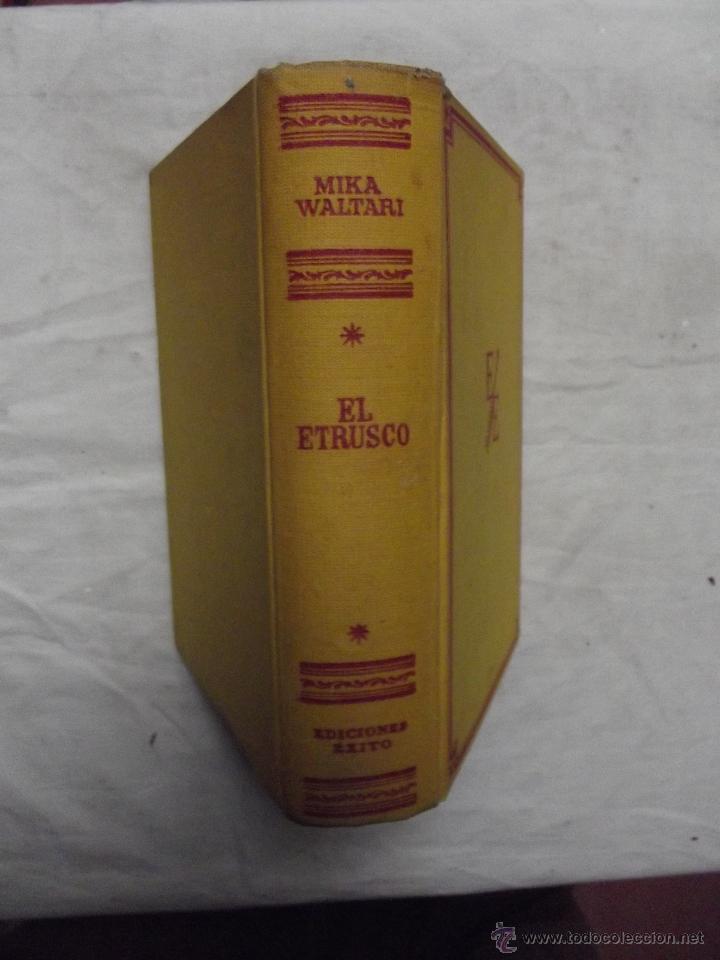 MIKA
WALTARI
EL
ETRUSCO
EDICIONES
EXITO
www.todocoleccion.net